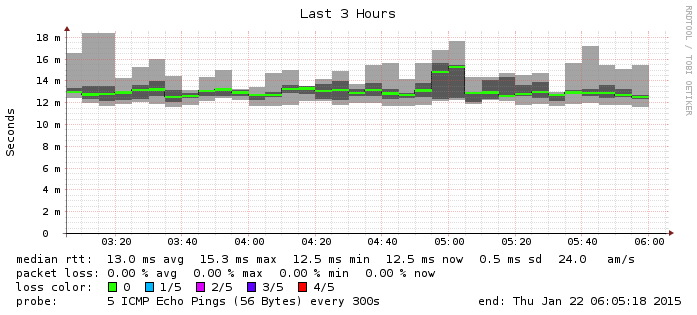 Last 3 Hours
RRDTOOL / TOBI OETIKER
Seconds
18 m
16 m
14 m
12 m
10 m
8 m
6 m
4 m
2 m
0
03:20 03:40 04:00 04:20 04:40 05:00 05:20 05:40 06:00
median rtt: 13.0 ms avg 15.3 ms max 12.5 ms min 12.5 ms now 0.5 ms sd 24.0 am/s
packet loss: 0.00 % avg 0.00 % max 0.00 % min 0.00 % now
loss color: 0 1/5 2/5 3/5 4/5
probe: 5 ICMP Echo Pings (56 Bytes) every 300s end: Thu Jan 22 06:05:18 2015